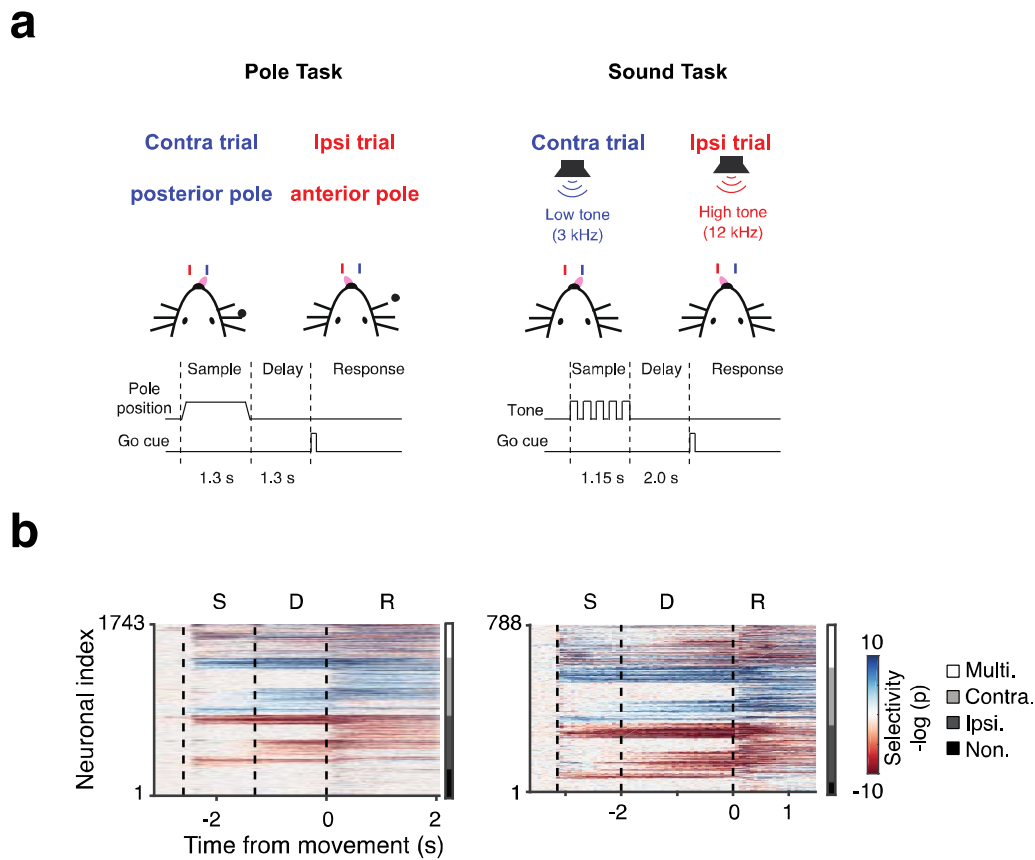 a
Pole Task
Sound Task
Contra trial
Ipsi trial
posterior pole
anterior pole
Contra trial
Ipsi trial
Low tone
(3 kHz)
High tone
(12 kHz)
Sample
Delay
Response
Pole
position
Go cue
1.3 s
1.3 s
Sample
Delay
Response
Tone
Go cue
1.15 s
2.0 s
b
S
D
R
1743
Neuronal index
1
-2
0
2
Time from movement (s)
S
D
R
788
1
-2
0
1
10
Selectivity
-log (p)
-10
Multi.
Contra.
Ipsi.
Non.